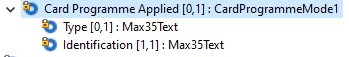 Card Programme Applied [0,1] : CardProgrammeMode1
Type [0,1] : Max35Text
Identification [1,1] : Max35Text